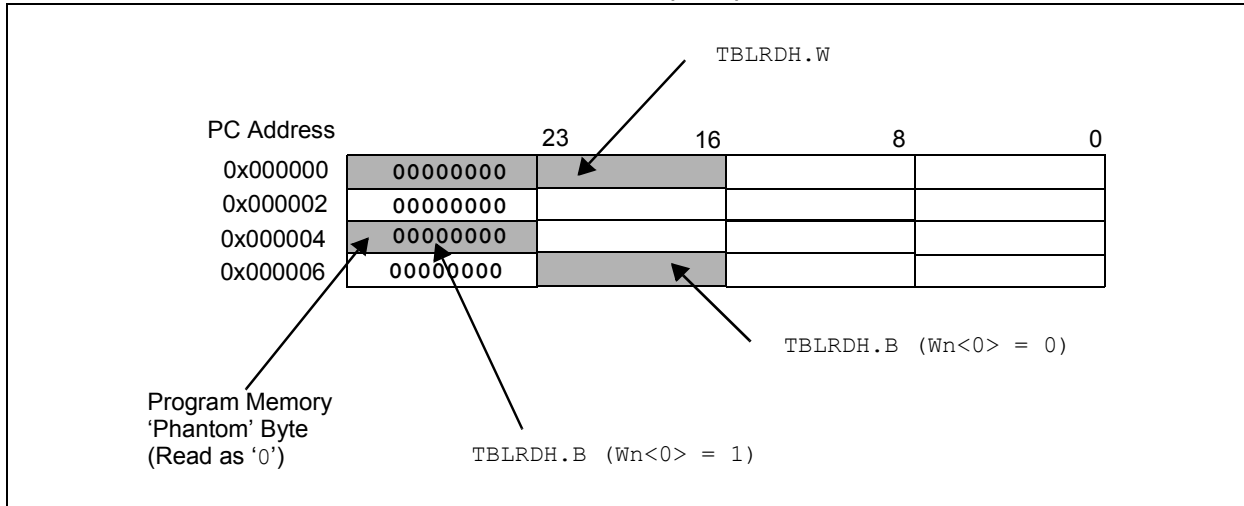 TBLRDH.W
PC Address
23 16 8 0
0x000000 00000000
0x000002 00000000
0x000004 00000000
0x000006 00000000
TBLRDH.B (Wn<0> = 0)
Program Memory
‘Phantom’ Byte
(Read as ‘0’)
TBLRDH.B (Wn<0> = 1)